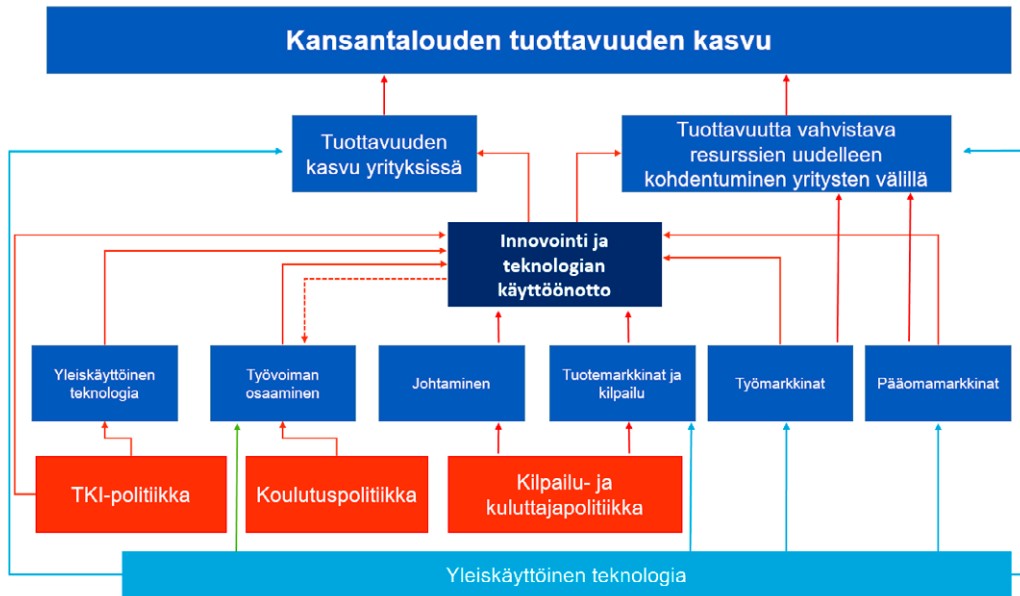 Kansantalouden tuottavuuden kasvu
Tuottavuuden
kasvu yrityksissä
Tuottavuutta vahvistava
resurssien uudelleen
kohdentuminen yritysten välillä
Innovointi ja
teknologian
käyttöönotto
Yleiskäyttöinen
teknologia
Työvoiman
osaaminen
Johtaminen
Tuotemarkkinat ja
kilpailu
Työmarkkinat
Pääomamarkkinat
TKI-politiikka
Koulutuspolitiikka
Kilpailu- ja
kuluttajapolitiikka
Yleiskäyttöinen teknologia